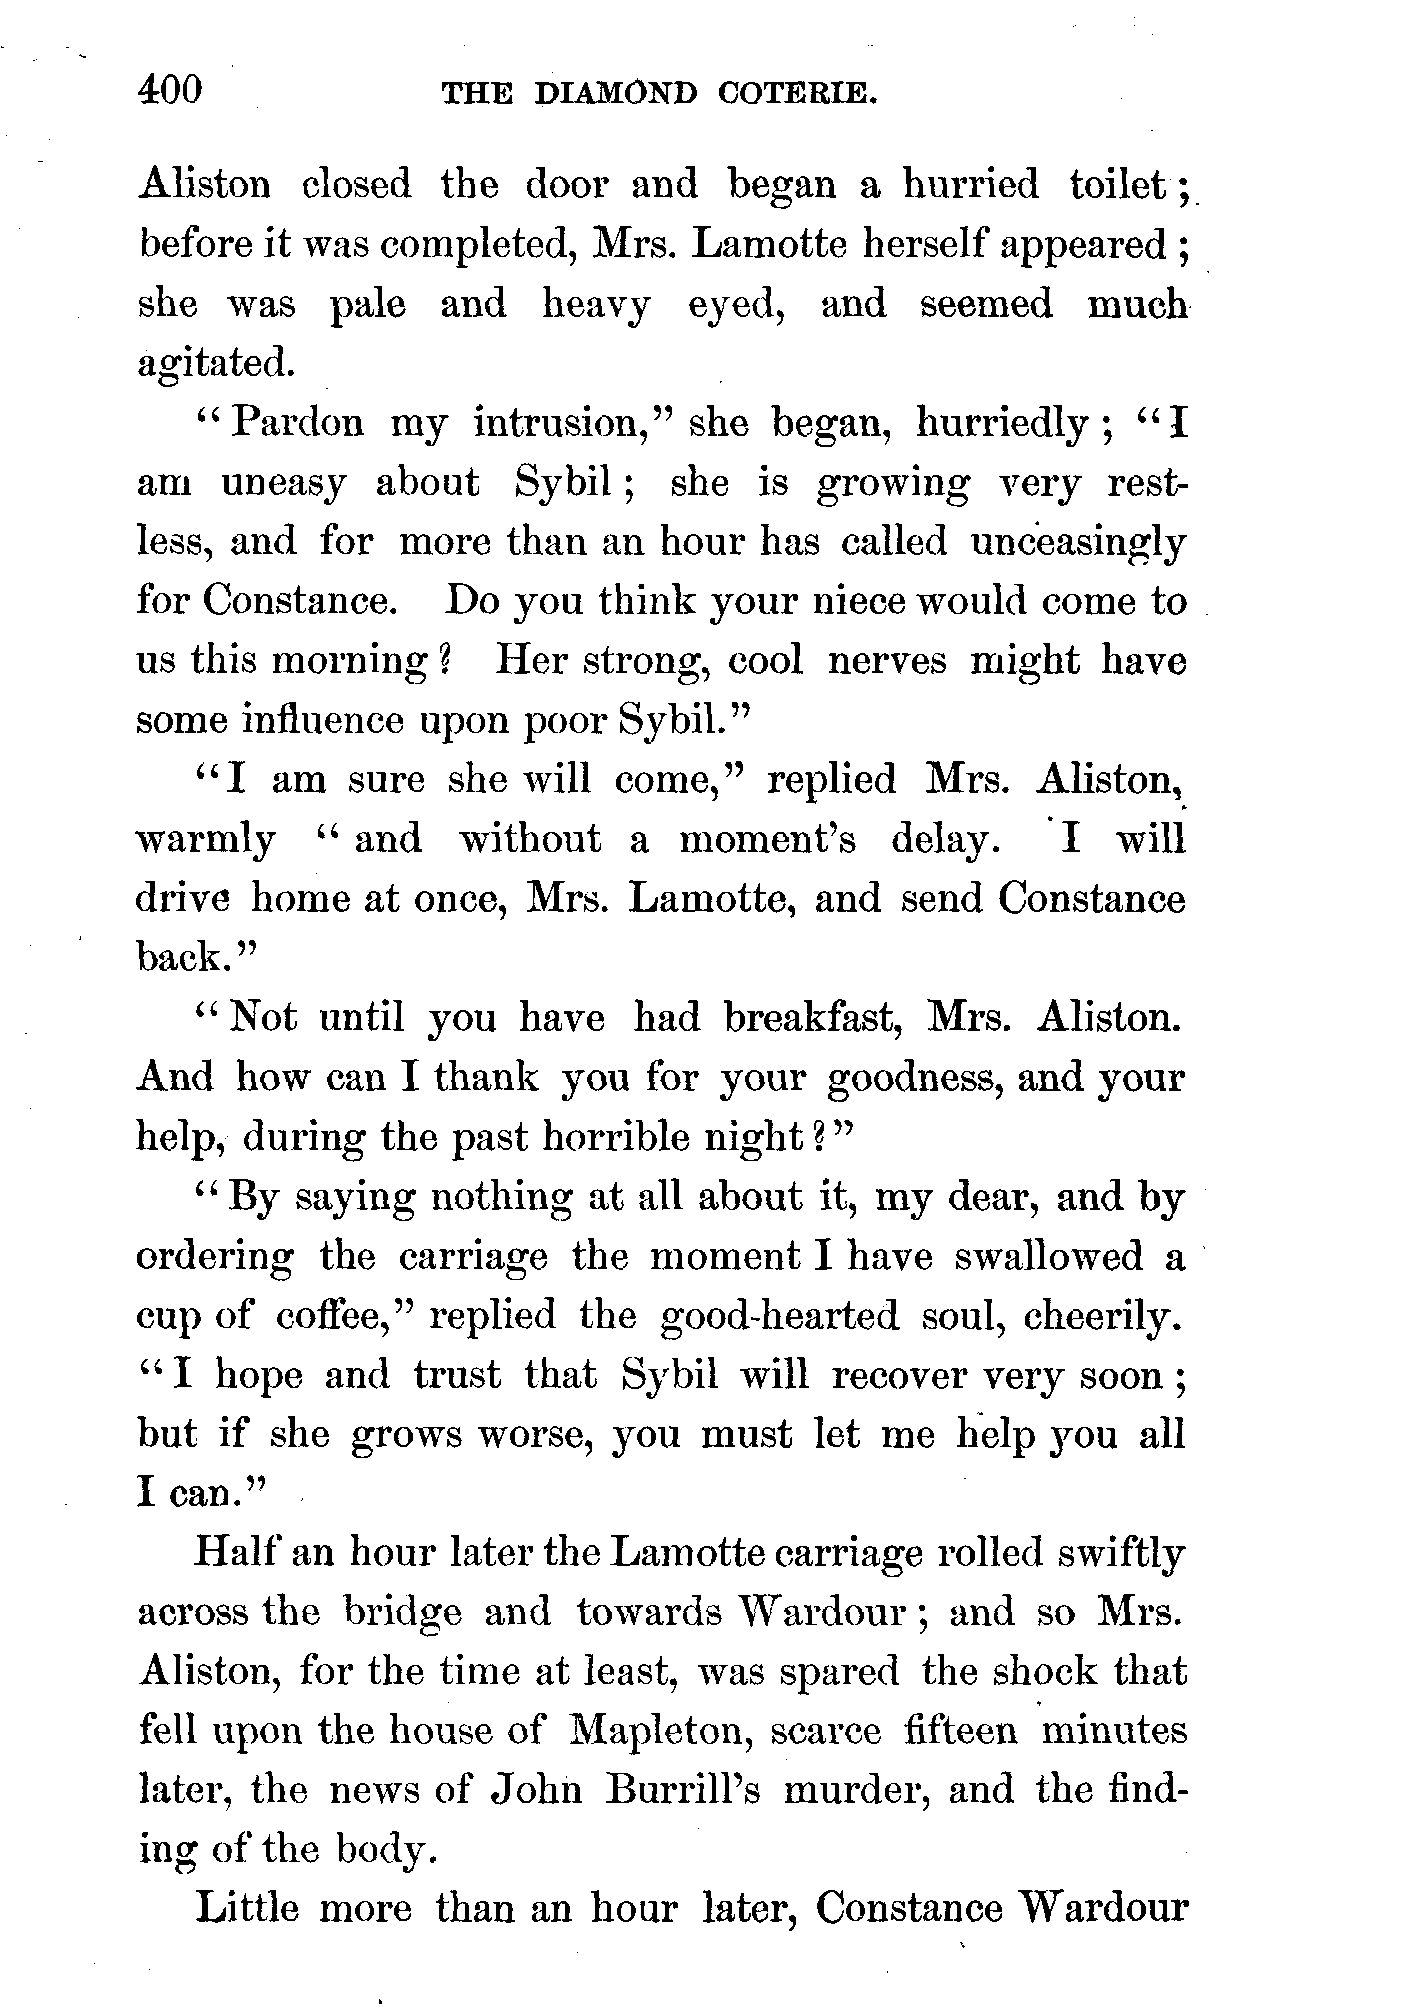 400 THE DIAMOND COTERIE.
Aliston closed the door and began a hurried toilet;
before it was completed, Mrs. Lamotte herself appeared;
she was pale and heavy eyed, and seemed much
agitated.
"Pardon my intrusion," she began, hurriedly; "I
am uneasy about Sybil; she is growing very rest-
less, and for more than an hour has called unceasingly
for Constance. Do you think your niece would come to
us this morning? Her strong, cool nerves might have
some influence upon poor Sybil."
"I am sure she will come," replied Mrs. Aliston,
warmly "and without a moment's delay. I will
drive home at once, Mrs. Lamotte, and send Constance
back."
"Not until you have had breakfast, Mrs. Aliston.
And how can I thank you for your goodness, and your
help, during the past horrible night?"
"By saying nothing at all about it, my dear, and by
ordering the carriage the moment I have swallowed a
cup of coffee," replied the good-hearted soul, cheerily.
"I hope and trust that Sybil will recover very soon;
but if she grows worse, you must let me help you all
I can."
Half an hour later the Lamotte carriage rolled swiftly
across the bridge and towards Wardour; and so Mrs.
Aliston, for the time at least, was spared the shock that
fell upon the house of Mapleton, scarce fifteen minutes
later, the news of John Burrill's murder, and the find-
ing of the body.
Little more than an hour later, Constance Wardour